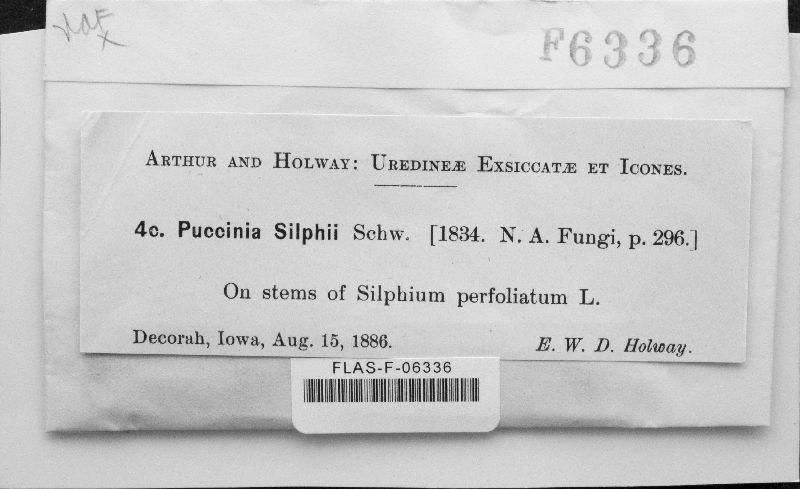 F6336
ARTHUR AND HOLWAY: UREDINEÆ EXSICCATÆ ET ICONES.
4c. Puccinia Silphii Schw. [1834. N. A. Fungi, p. 296.]
On stems of Silphium perfoliatum L.
Decorah, Iowa, Aug. 15, 1886. E. W. D. Holway.
FLAS-F-06336